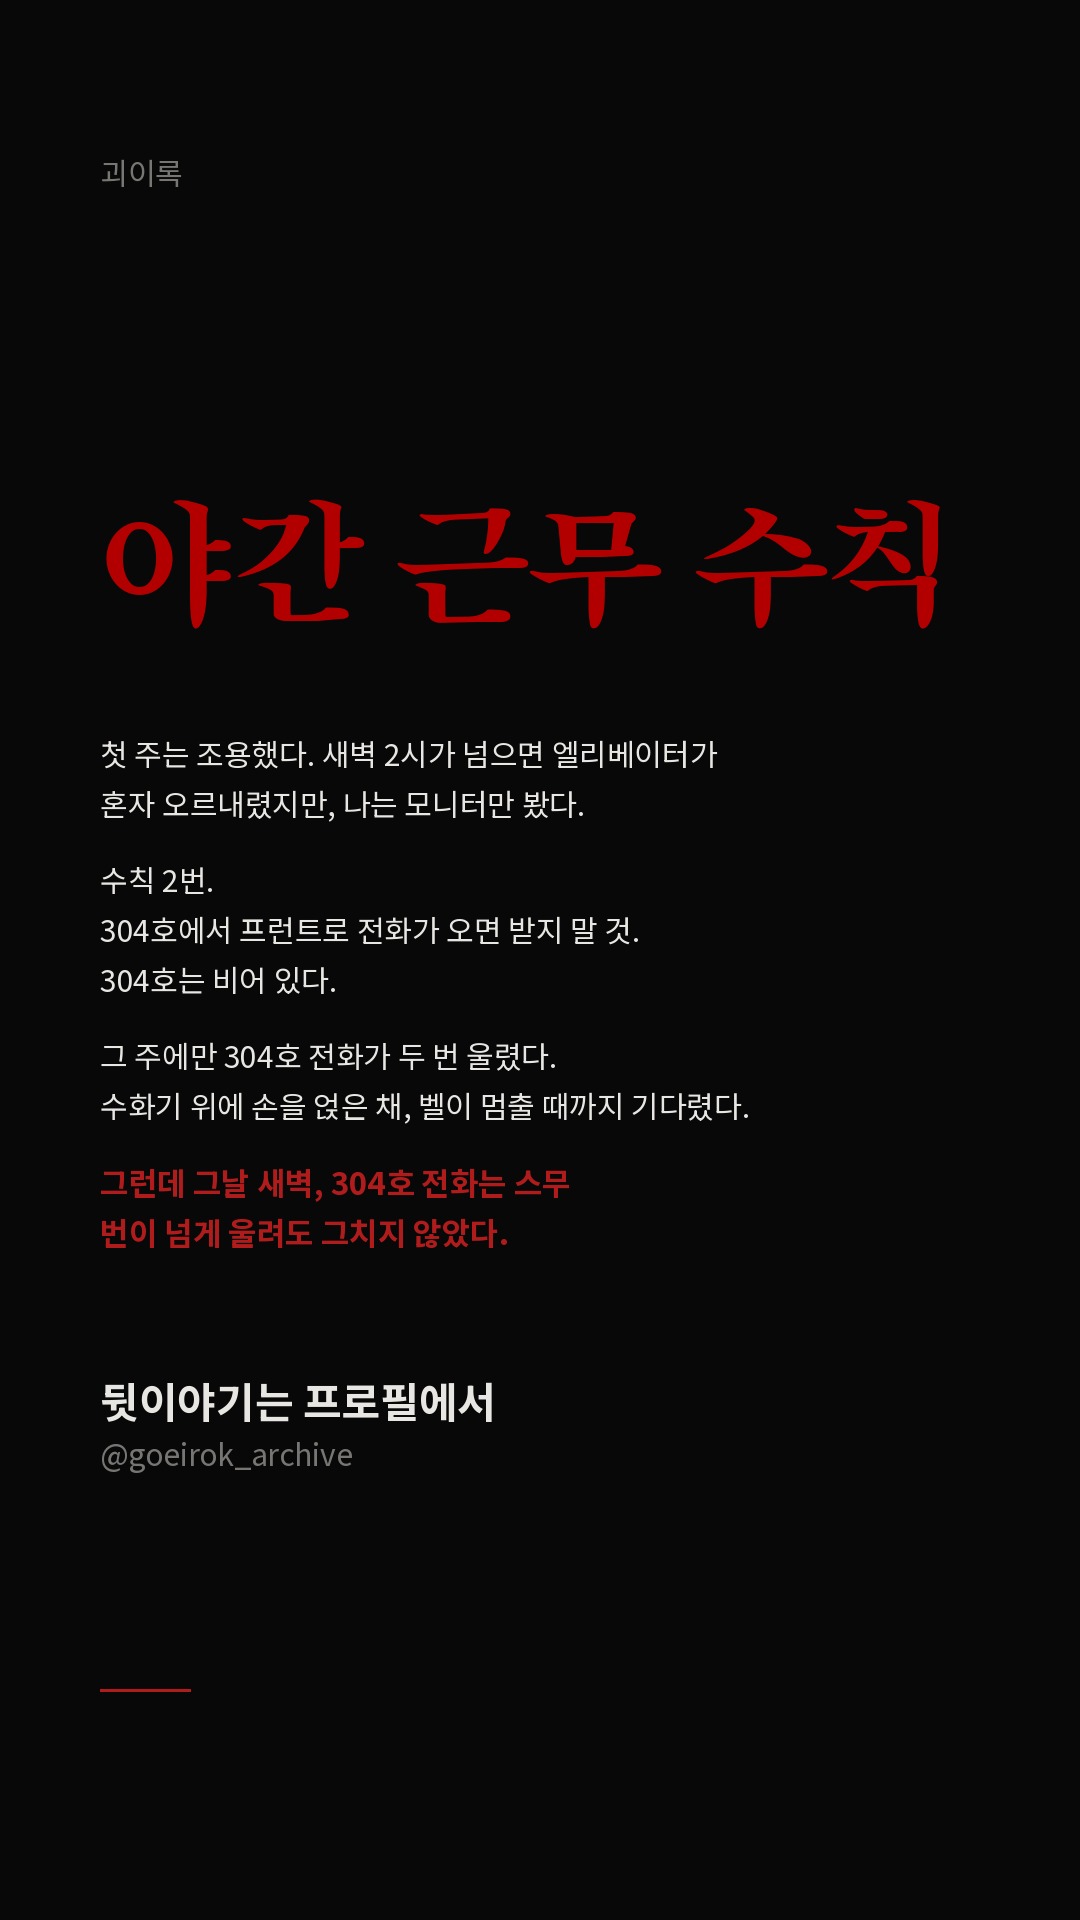 괴이록
야간 근무 수칙
첫 주는 조용했다. 새벽 2시가 넘으면 엘리베이터가
혼자 오르내렸지만, 나는 모니터만 봤다.
수칙 2번.
304호에서 프런트로 전화가 오면 받지 말 것.
304호는 비어 있다.
그 주에만 304호 전화가 두 번 울렸다.
수화기 위에 손을 얹은 채, 벨이 멈출 때까지 기다렸다.
그런데 그날 새벽, 304호 전화는 스무
번이 넘게 울려도 그치지 않았다.
뒷이야기는 프로필에서
@goeirok_archive